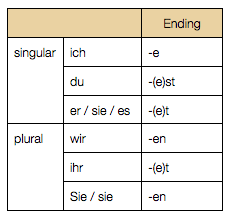 Ending
singular ich -e
du -(e)st
er / sie / es -(e)t
plural wir -en
ihr -(e)t
Sie / sie -en